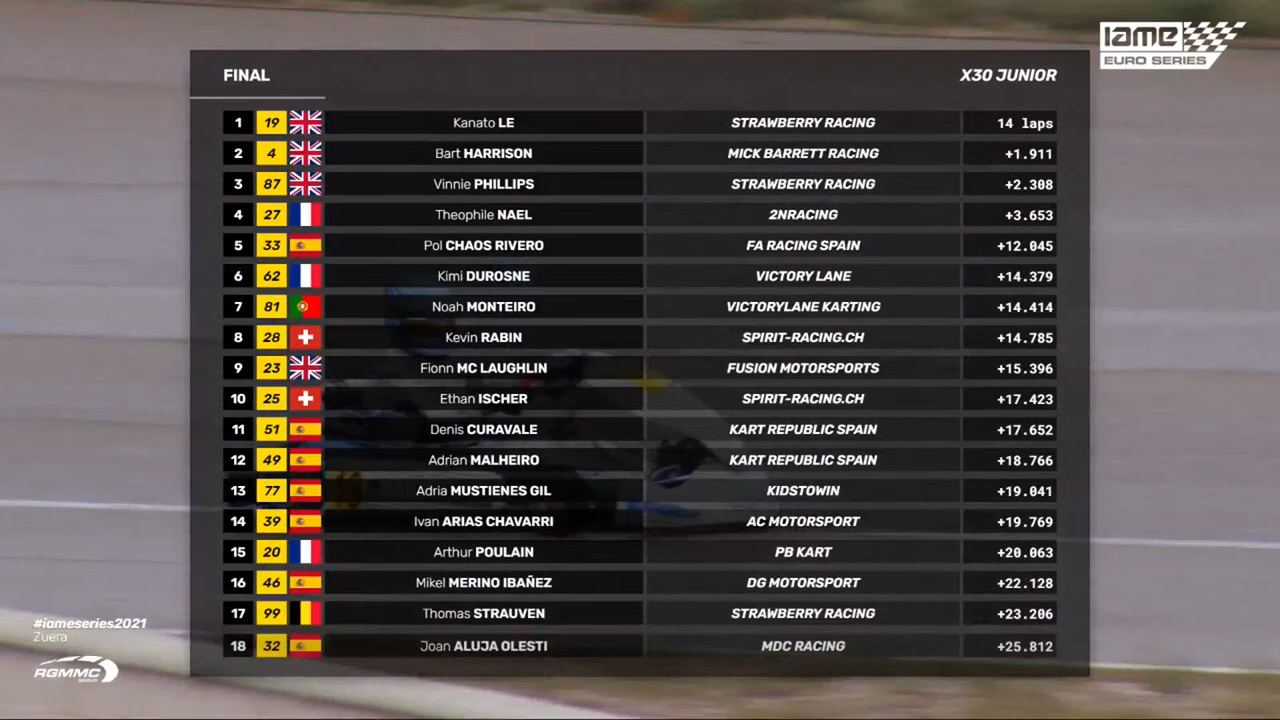 IAME
EURO SERIES
FINAL X30 JUNIOR
1 19 Kanato LE STRAWBERRY RACING 14 laps
2 4 Bart HARRISON MICK BARRETT RACING +1.911
3 87 Vinnie PHILLIPS STRAWBERRY RACING +2.308
4 27 Theophile NAEL 2NRACING +3.653
5 33 Pol CHAOS RIVERO FA RACING SPAIN +12.045
6 62 Kimi DUROSNE VICTORY LANE +14.379
7 81 Noah MONTEIRO VICTORYLANE KARTING +14.414
8 28 Kevin RABIN SPIRIT-RACING.CH +14.785
9 23 Fionn MC LAUGHLIN FUSION MOTORSPORTS +15.396
10 25 Ethan ISCHER SPIRIT-RACING.CH +17.423
11 51 Denis CURAVALE KART REPUBLIC SPAIN +17.652
12 49 Adrian MALHEIRO KART REPUBLIC SPAIN +18.766
13 77 Adria MUSTIENES GIL KIDSTOWIN +19.041
14 39 Ivan ARIAS CHAVARRI AC MOTORSPORT +19.769
15 20 Arthur POULAIN PB KART +20.063
16 46 Mikel MERINO IBAÑEZ DG MOTORSPORT +22.128
17 99 Thomas STRAUVEN STRAWBERRY RACING +23.206
18 32 Joan ALUJA OLESTI MDC RACING +25.812
#iameseries2021
Zuera
RGMMC
GROUP